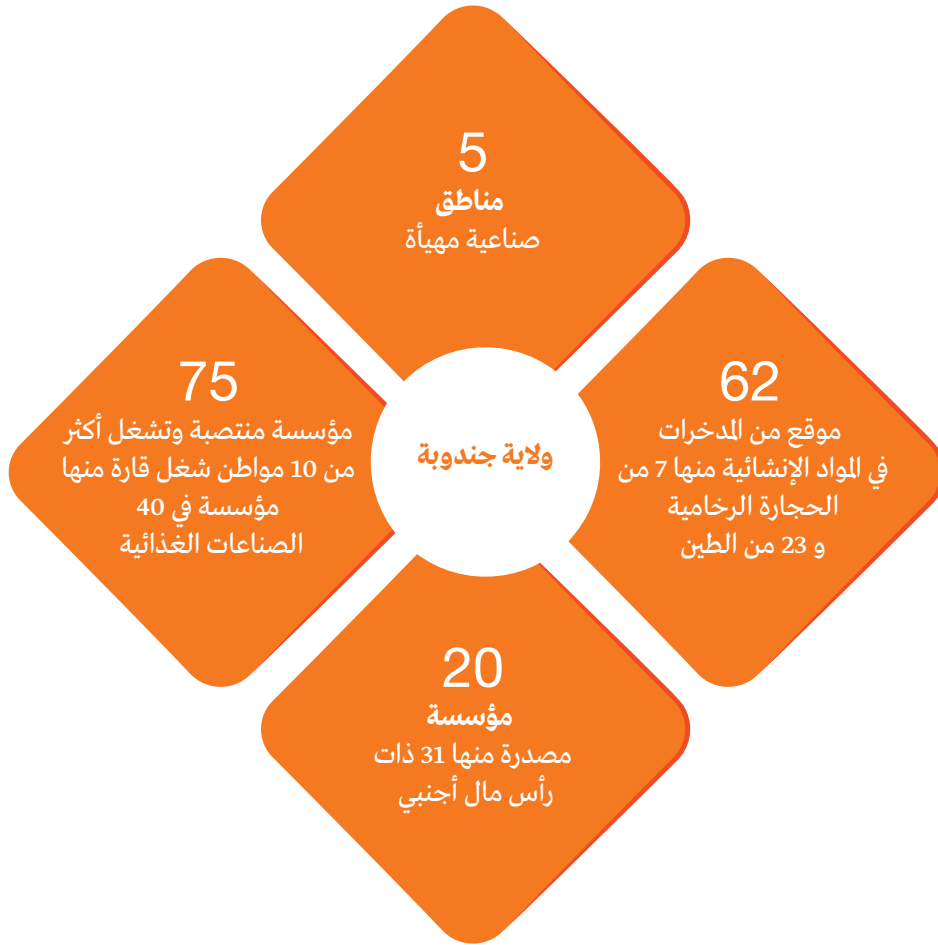 5
مناطق
صناعية مهيأة
62
موقع من المدخرات
في المواد الإنشائية منها 7 من
الحجارة الرخامية
و 23 من الطين
ولاية جندوبة
75
مؤسسة منتصبة وتشغل أكثر
من 10 مواطن شغل قارة منها
مؤسسة في 40
الصناعات الغذائية
20
مؤسسة
مصدرة منها 31 ذات
رأس مال أجنبي